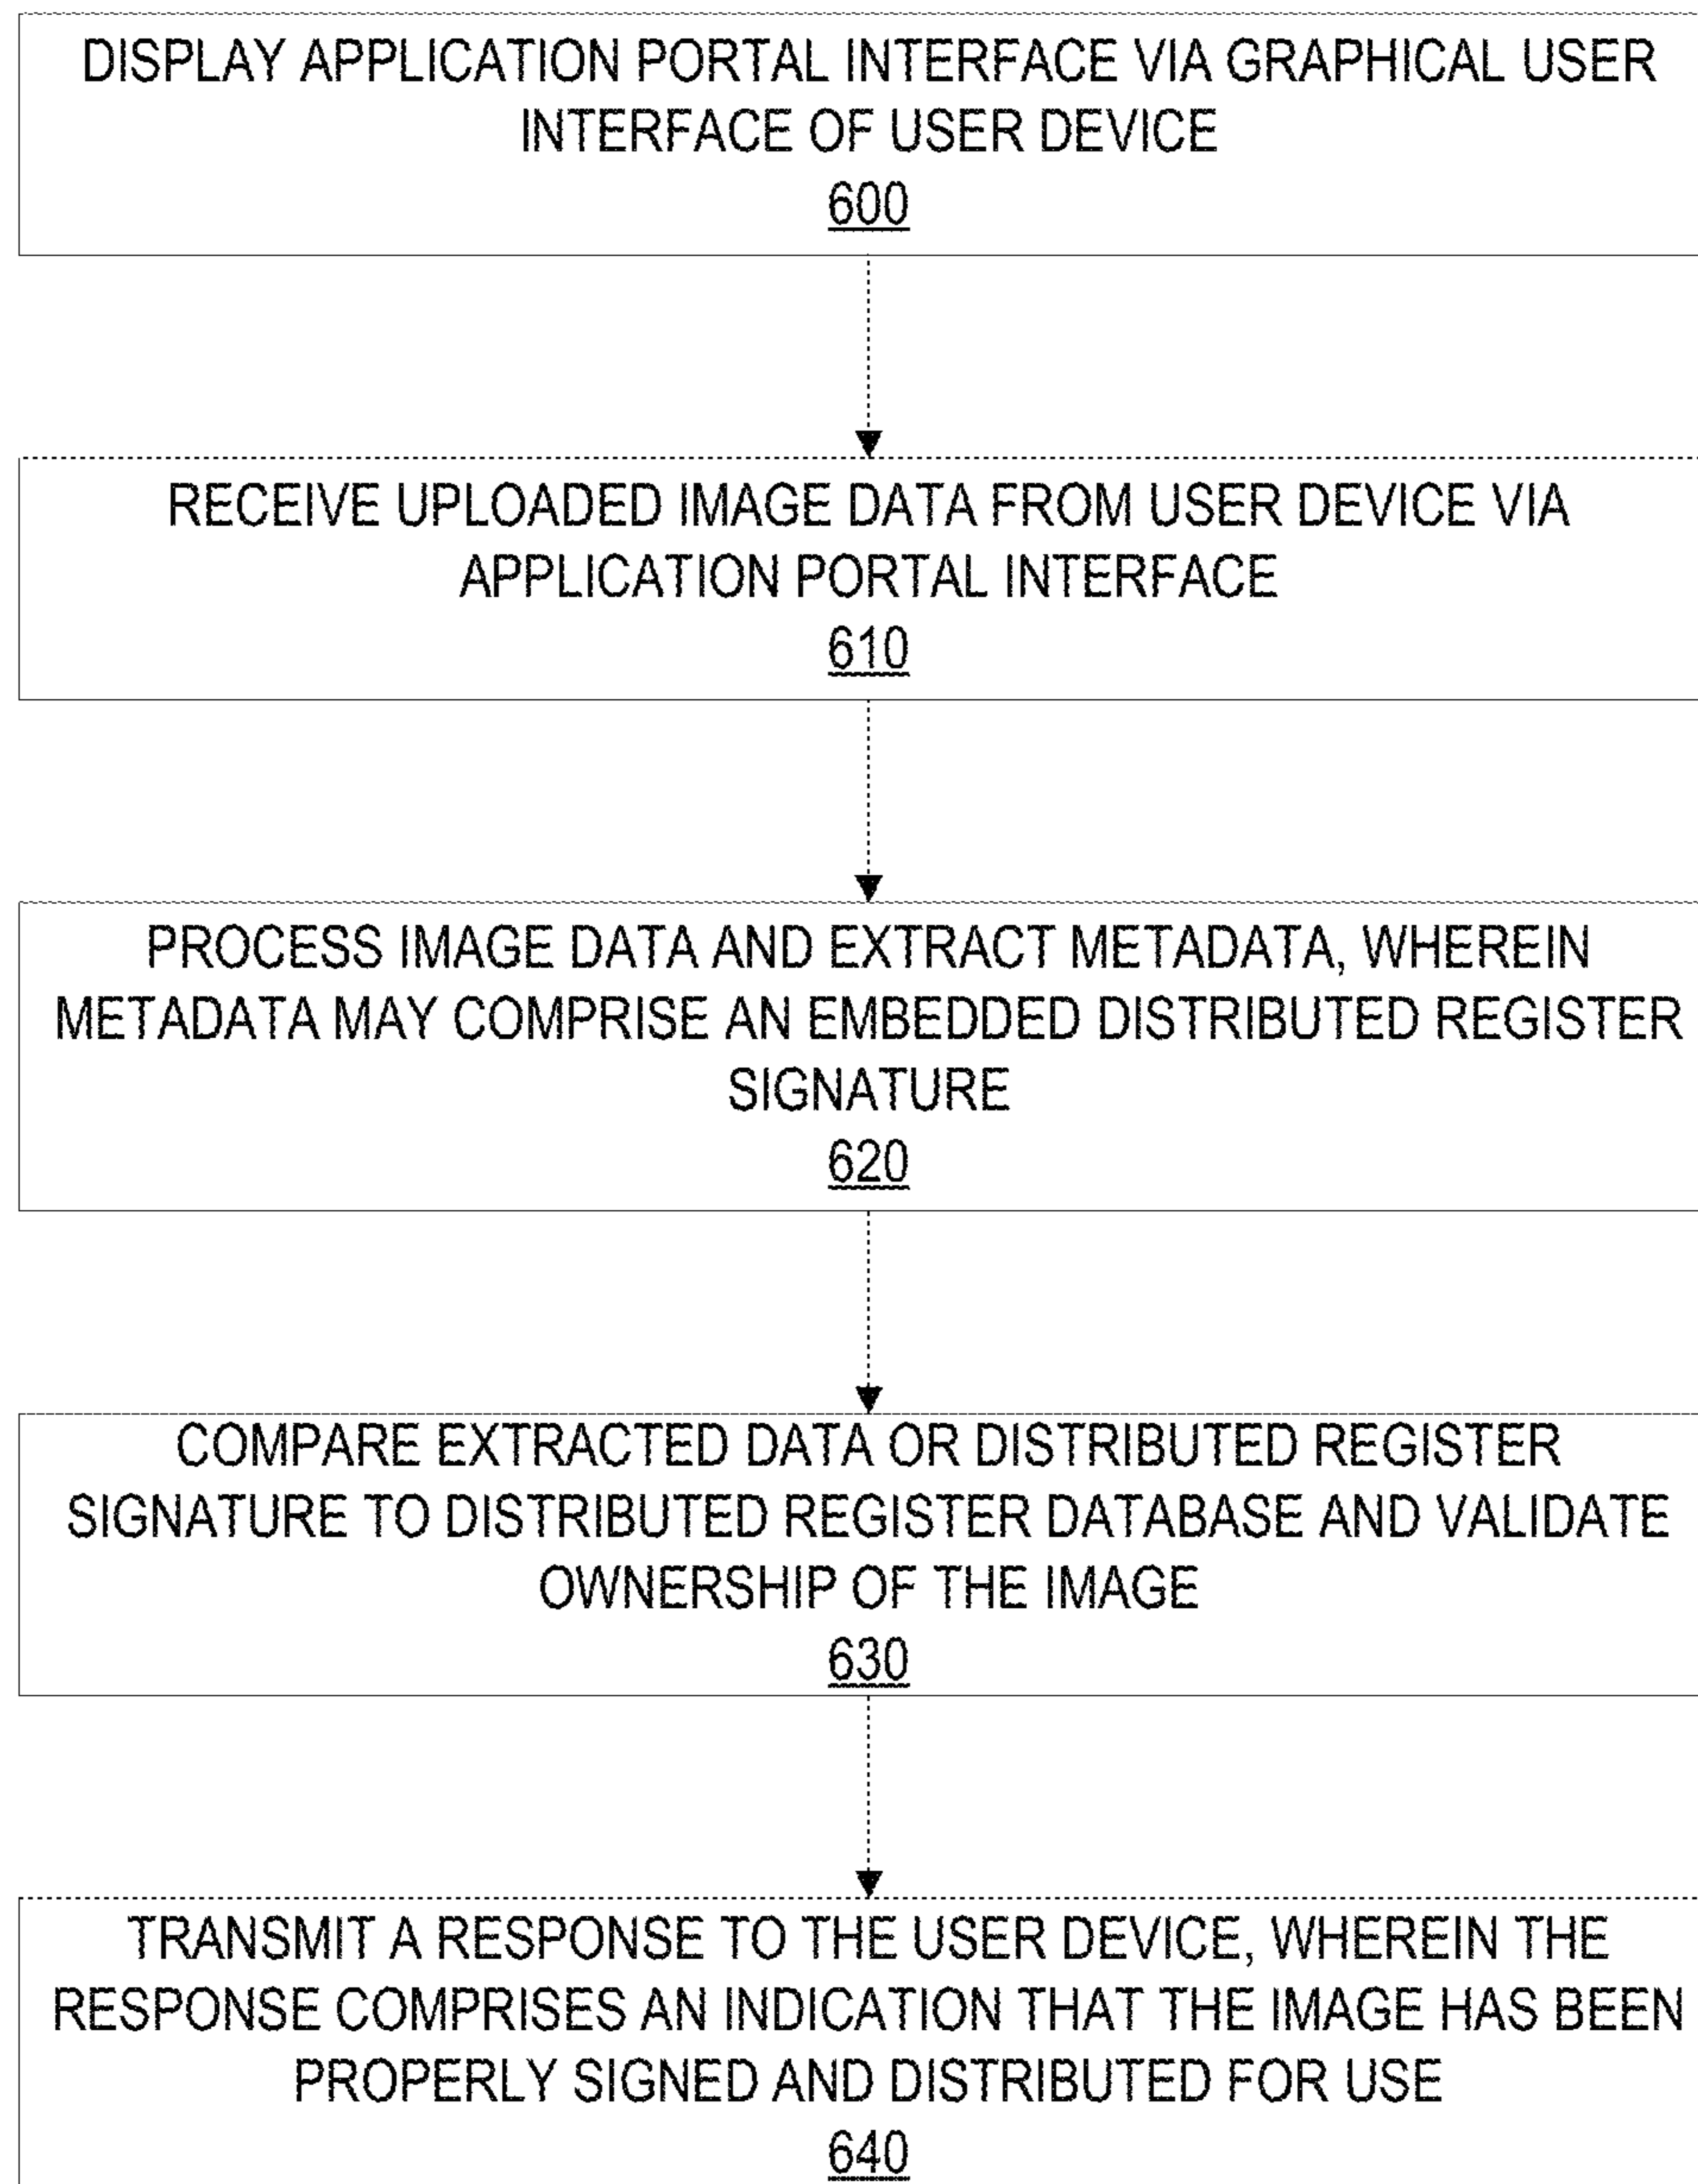 DISPLAY APPLICATION PORTAL INTERFACE VIA GRAPHICAL USER
INTERFACE OF USER DEVICE
600
RECEIVE UPLOADED IMAGE DATA FROM USER DEVICE VIA
APPLICATION PORTAL INTERFACE
610
PROCESS IMAGE DATA AND EXTRACT METADATA, WHEREIN
METADATA MAY COMPRISE AN EMBEDDED DISTRIBUTED REGISTER
SIGNATURE
620
COMPARE EXTRACTED DATA OR DISTRIBUTED REGISTER
SIGNATURE TO DISTRIBUTED REGISTER DATABASE AND VALIDATE
OWNERSHIP OF THE IMAGE
630
TRANSMIT A RESPONSE TO THE USER DEVICE, WHEREIN THE
RESPONSE COMPRISES AN INDICATION THAT THE IMAGE HAS BEEN
PROPERLY SIGNED AND DISTRIBUTED FOR USE
640